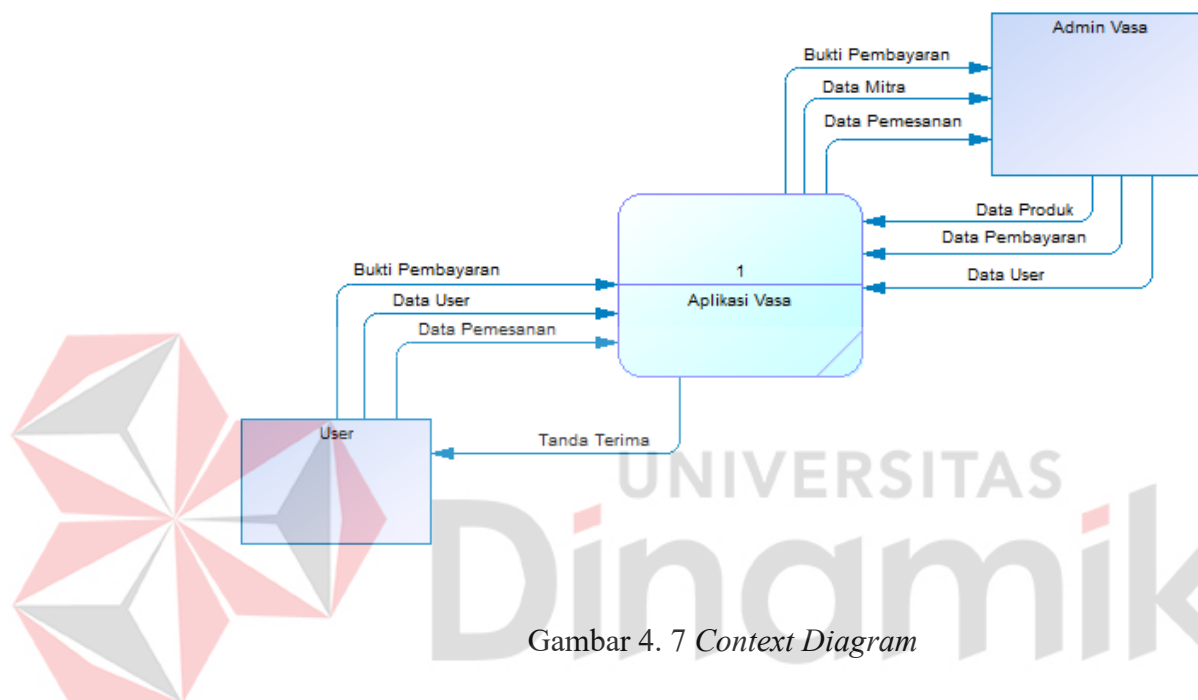 Admin Vasa
Bukti Pembayaran
Data Mitra
Data Pemesanan
Data Produk
Data Pembayaran
Data User
1
Aplikasi Vasa
Bukti Pembayaran
Data User
Data Pemesanan
User
Tanda Terima
UNIVERSITAS
Dinamik
Gambar 4. 7 Context Diagram